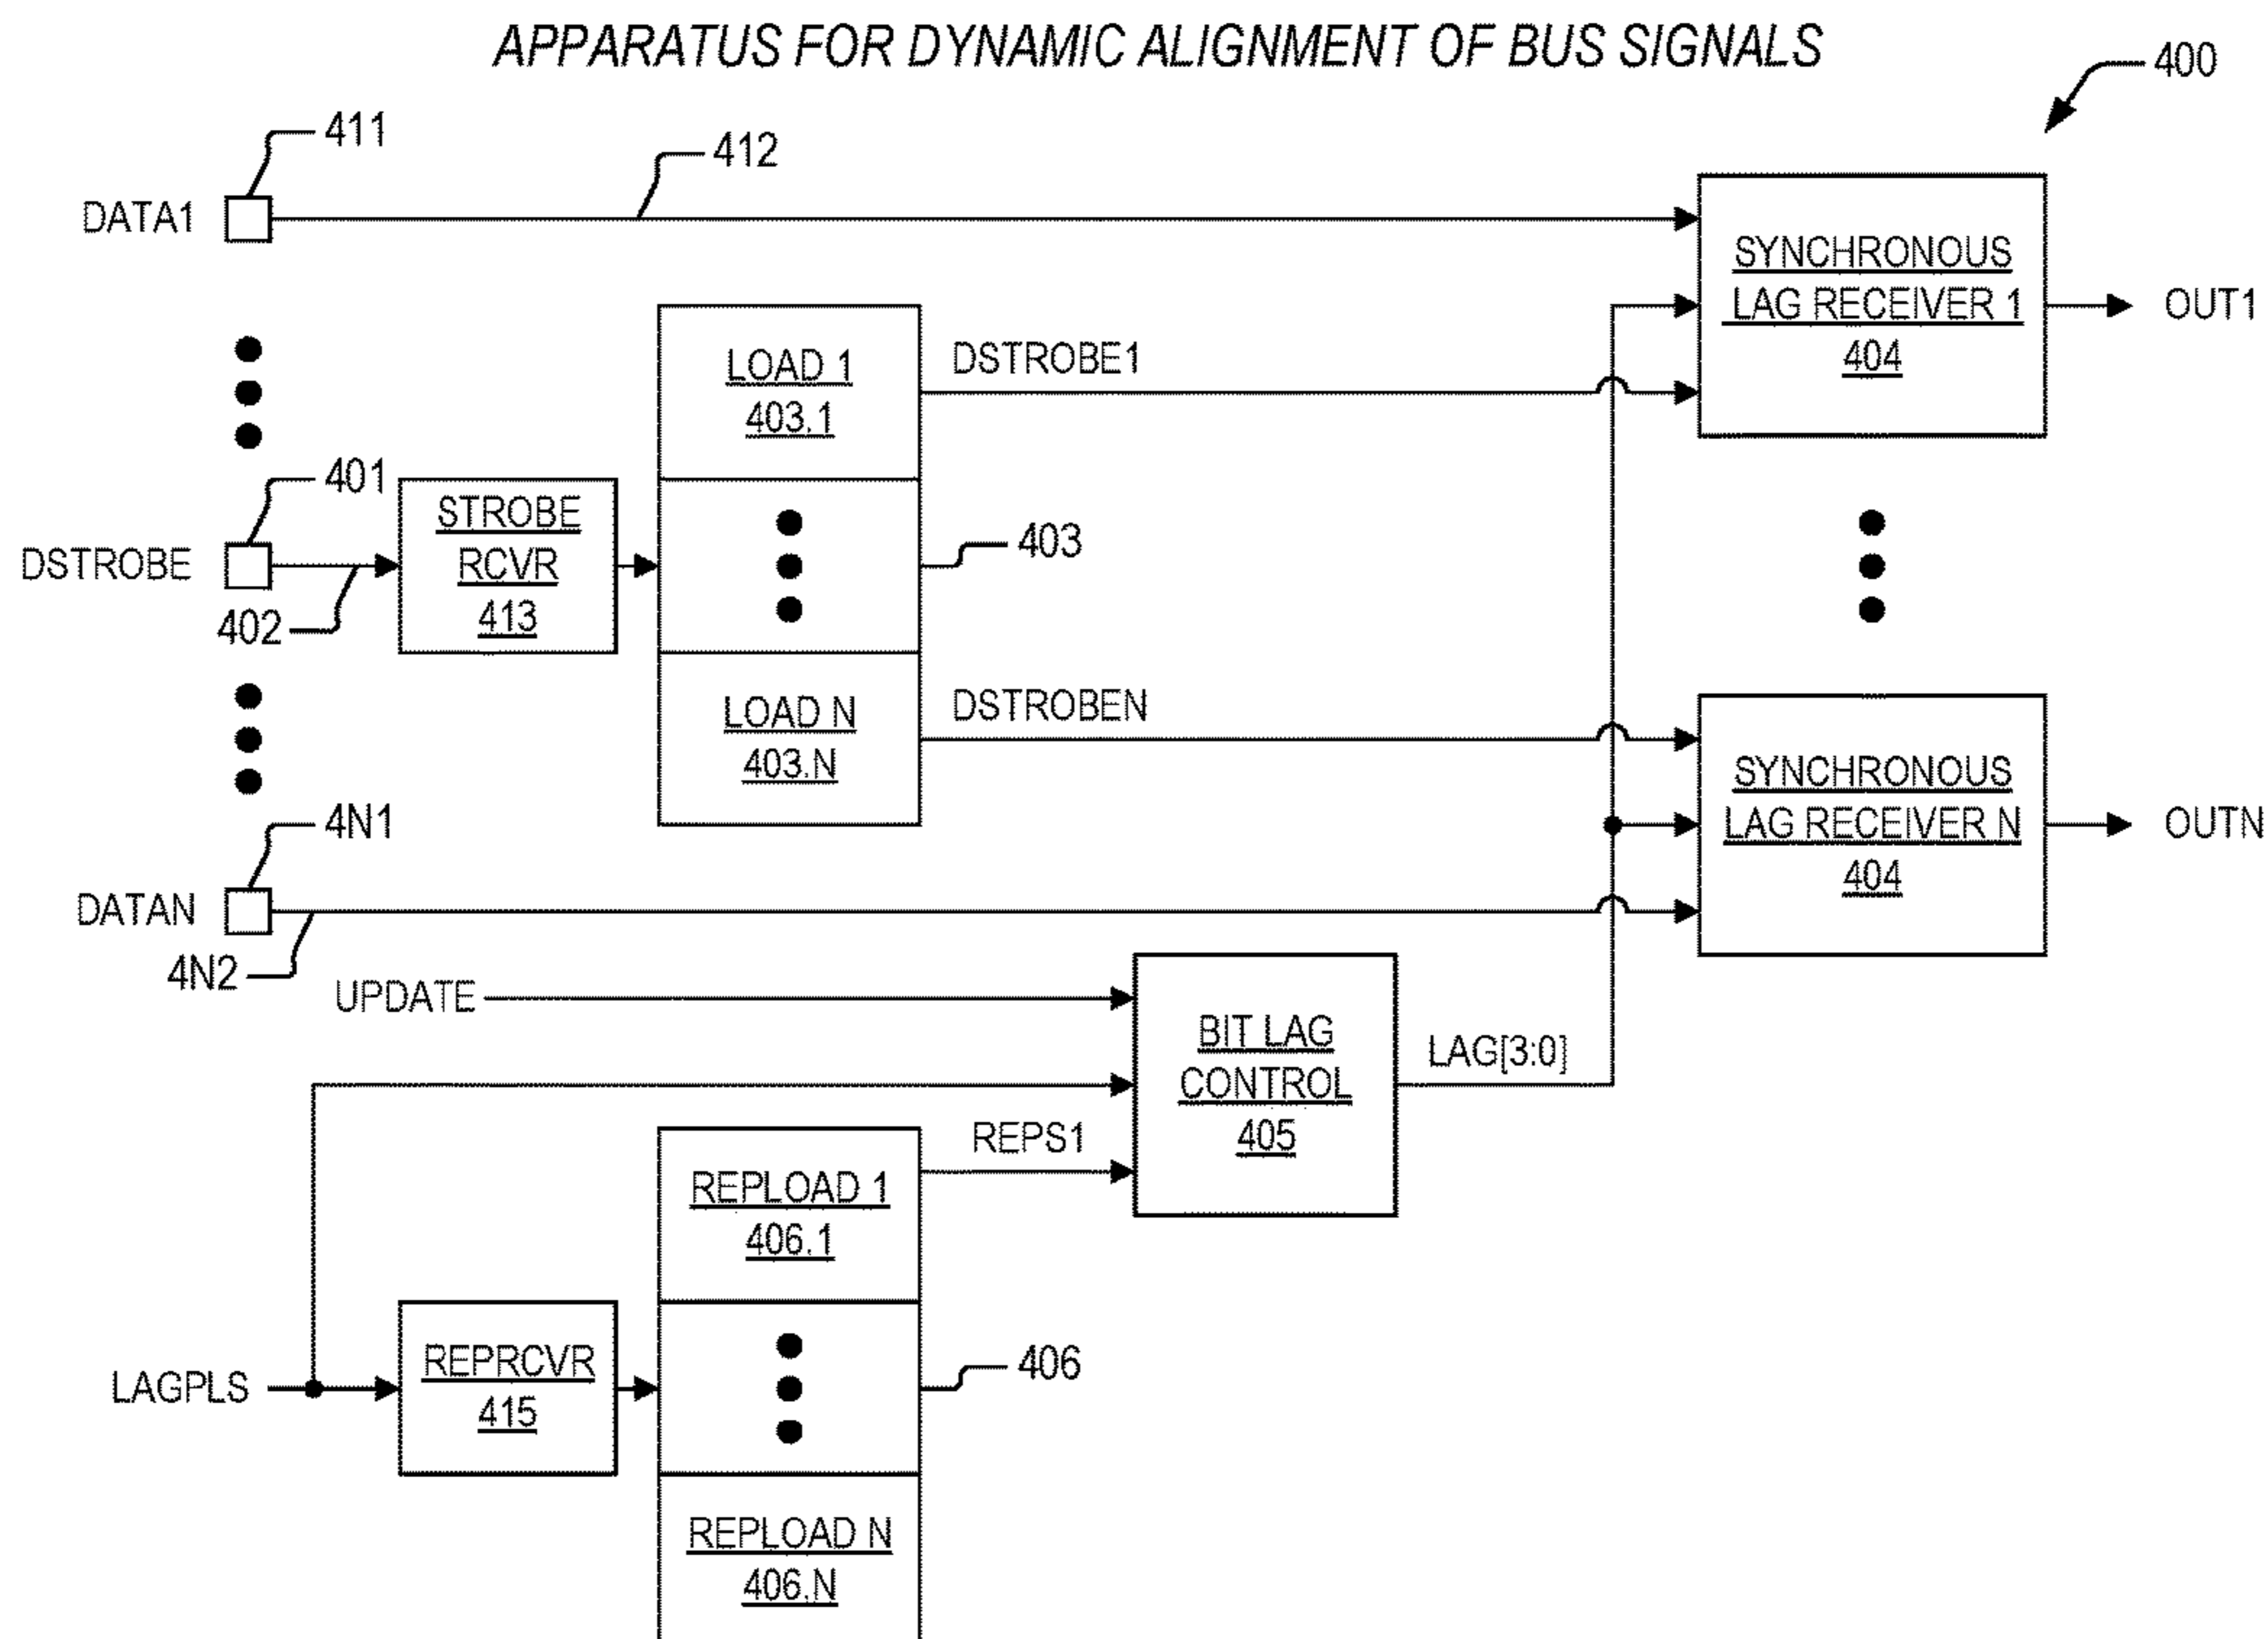 APPARATUS FOR DYNAMIC ALIGNMENT OF BUS SIGNALS
400
411
412
DATA1
SYNCHRONOUS
LAG RECEIVER 1
404
OUT1
LOAD 1
403.1
DSTROBE1
401
DSTROBE
402
STROBE
RCVR
413
403
LOAD N
403.N
DSTROBEN
SYNCHRONOUS
LAG RECEIVER N
404
OUTN
4N1
DATAN
4N2
UPDATE
BIT LAG
CONTROL
405
LAG[3:0]
REPS1
REPLOAD 1
406.1
LAGPLS
REPRCVR
415
406
REPLOAD N
406.N